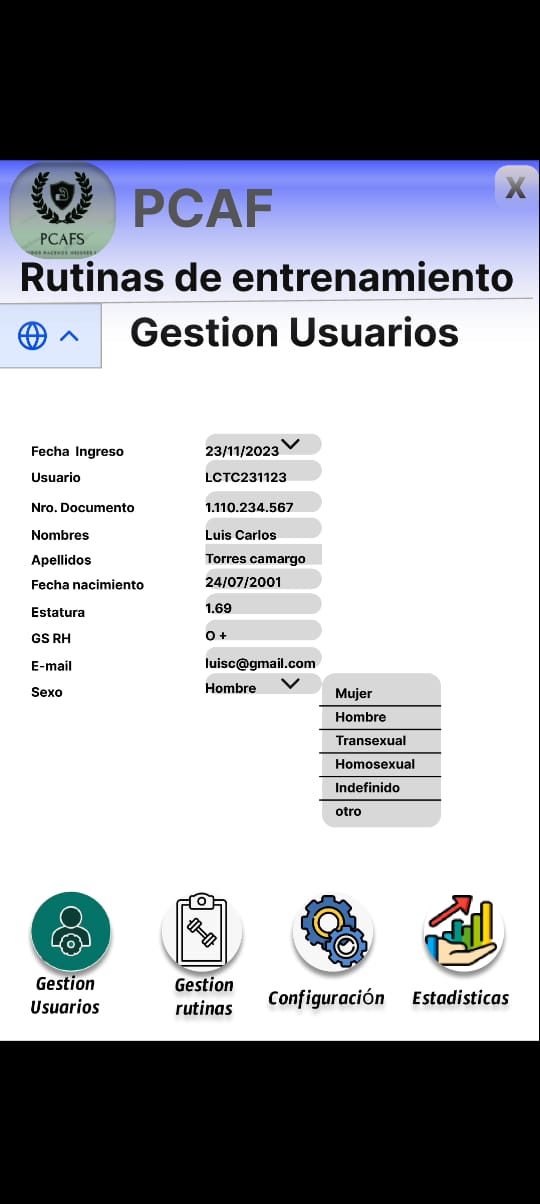 PCAF
X
PCAFS
Rutinas de entrenamiento
Gestion Usuarios
Fecha Ingreso 23/11/2023
Usuario LCTC231123
Nro. Documento 1.110.234.567
Nombres Luis Carlos
Apellidos Torres camargo
Fecha nacimiento 24/07/2001
Estatura 1.69
GS RH O +
E-mail luisc@gmail.com
Sexo Hombre
Mujer
Hombre
Transexual
Homosexual
Indefinido
otro
Gestion
Usuarios
Gestion
rutinas
Configuración
Estadisticas